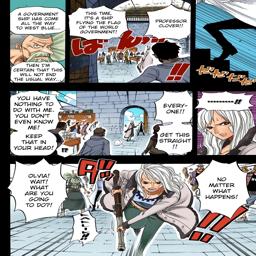 A GOVERNMENT
SHIP HAS COME
ALL THE WAY
TO WEST
BLUE...
THEN I'M
CERTAIN THAT THIS
WILL NOT END
THE USUAL WAY...
THIS TIME,
IT'S A SHIP
FLYING THE FLAG
OF THE WORLD
GOVERNMENT!
PROFESSOR
CLOVER!!
ばん
!!
EVERY-
ONE!!
GET THIS
STRAIGHT
!!
YOU HAVE
NOTHING TO
DO WITH ME.
YOU DON'T
EVEN KNOW
ME!
KEEP
THAT IN
YOUR HEAD!
OLVIA!
WAIT!
WHAT
ARE YOU
GOING
TO DO?!
NO
MATTER
WHAT
HAPPENS!
!!